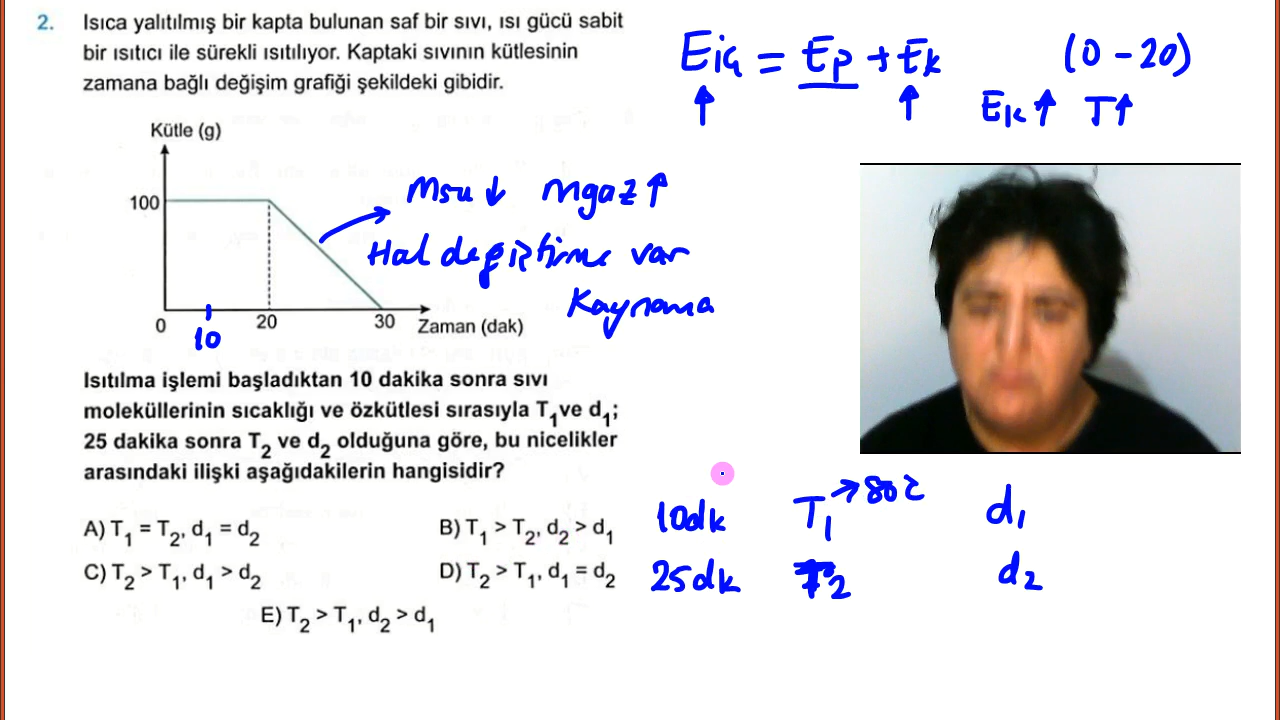 2. Isıca yalıtılmış bir kapta bulunan saf bir sıvı, ısı gücü sabit
bir ısıtıcı ile sürekli ısıtılıyor. Kaptaki sıvının kütlesinin
zamana bağlı değişim grafiği şekildeki gibidir.
Kütle (g)
100
0
10
20
30
Zaman (dak)
Msu ↓ Mgaz ↑
Hal değiştirme var
Kaynama
Eiç = Ep + Ek
↑ ↑
(0 - 20)
Ek ↑ T ↑
Isıtılma işlemi başladıktan 10 dakika sonra sıvı
moleküllerinin sıcaklığı ve özkütlesi sırasıyla T₁ ve d₁;
25 dakika sonra T₂ ve d₂ olduğuna göre, bu nicelikler
arasındaki ilişki aşağıdakilerin hangisidir?
A) T₁ = T₂, d₁ = d₂
B) T₁ > T₂, d₂ > d₁
C) T₂ > T₁, d₁ > d₂
D) T₂ > T₁, d₁ = d₂
E) T₂ > T₁, d₂ > d₁
10dk T₁ → 80 c d₁
25dk T₂ d₂